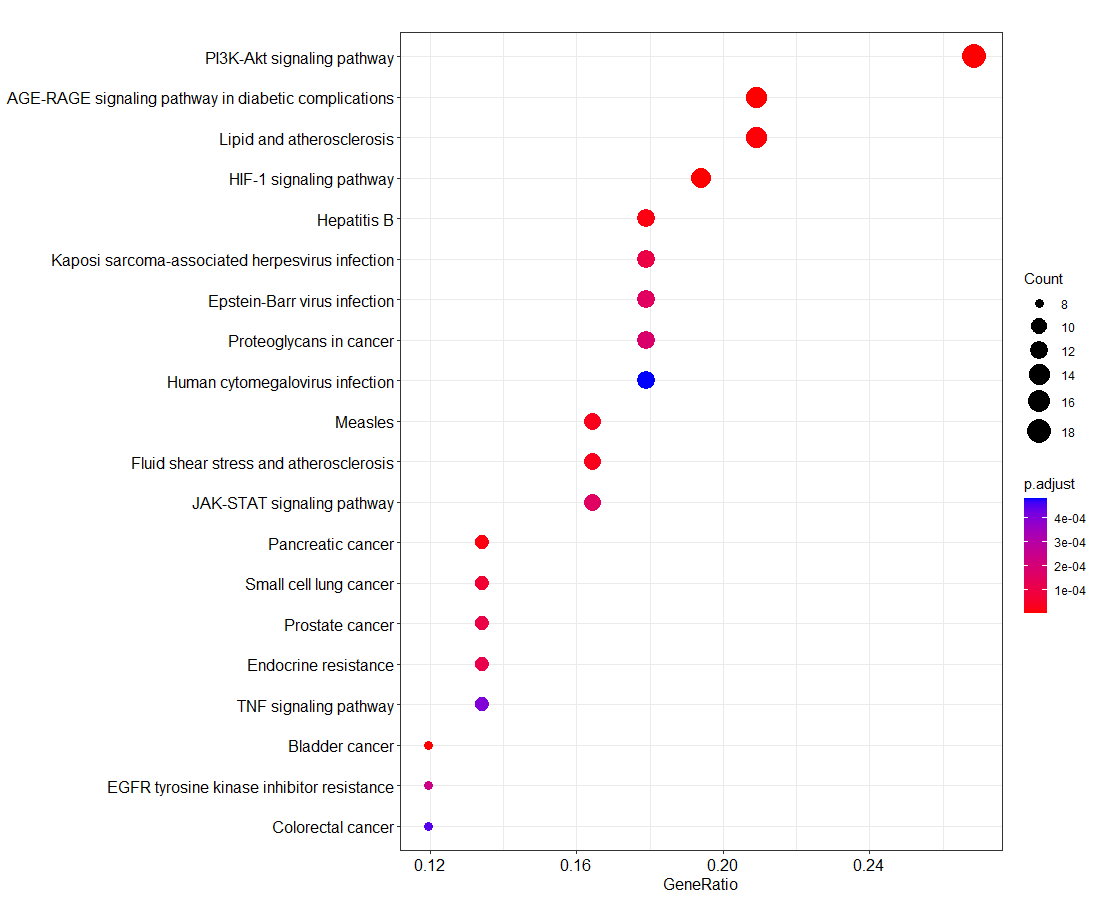 PI3K-Akt signaling pathway
AGE-RAGE signaling pathway in diabetic complications
Lipid and atherosclerosis
HIF-1 signaling pathway
Hepatitis B
Kaposi sarcoma-associated herpesvirus infection
Epstein-Barr virus infection
Proteoglycans in cancer
Human cytomegalovirus infection
Measles
Fluid shear stress and atherosclerosis
JAK-STAT signaling pathway
Pancreatic cancer
Small cell lung cancer
Prostate cancer
Endocrine resistance
TNF signaling pathway
Bladder cancer
EGFR tyrosine kinase inhibitor resistance
Colorectal cancer
0.12 0.16 0.20 0.24
GeneRatio
Count
8
10
12
14
16
18
p.adjust
4e-04
3e-04
2e-04
1e-04